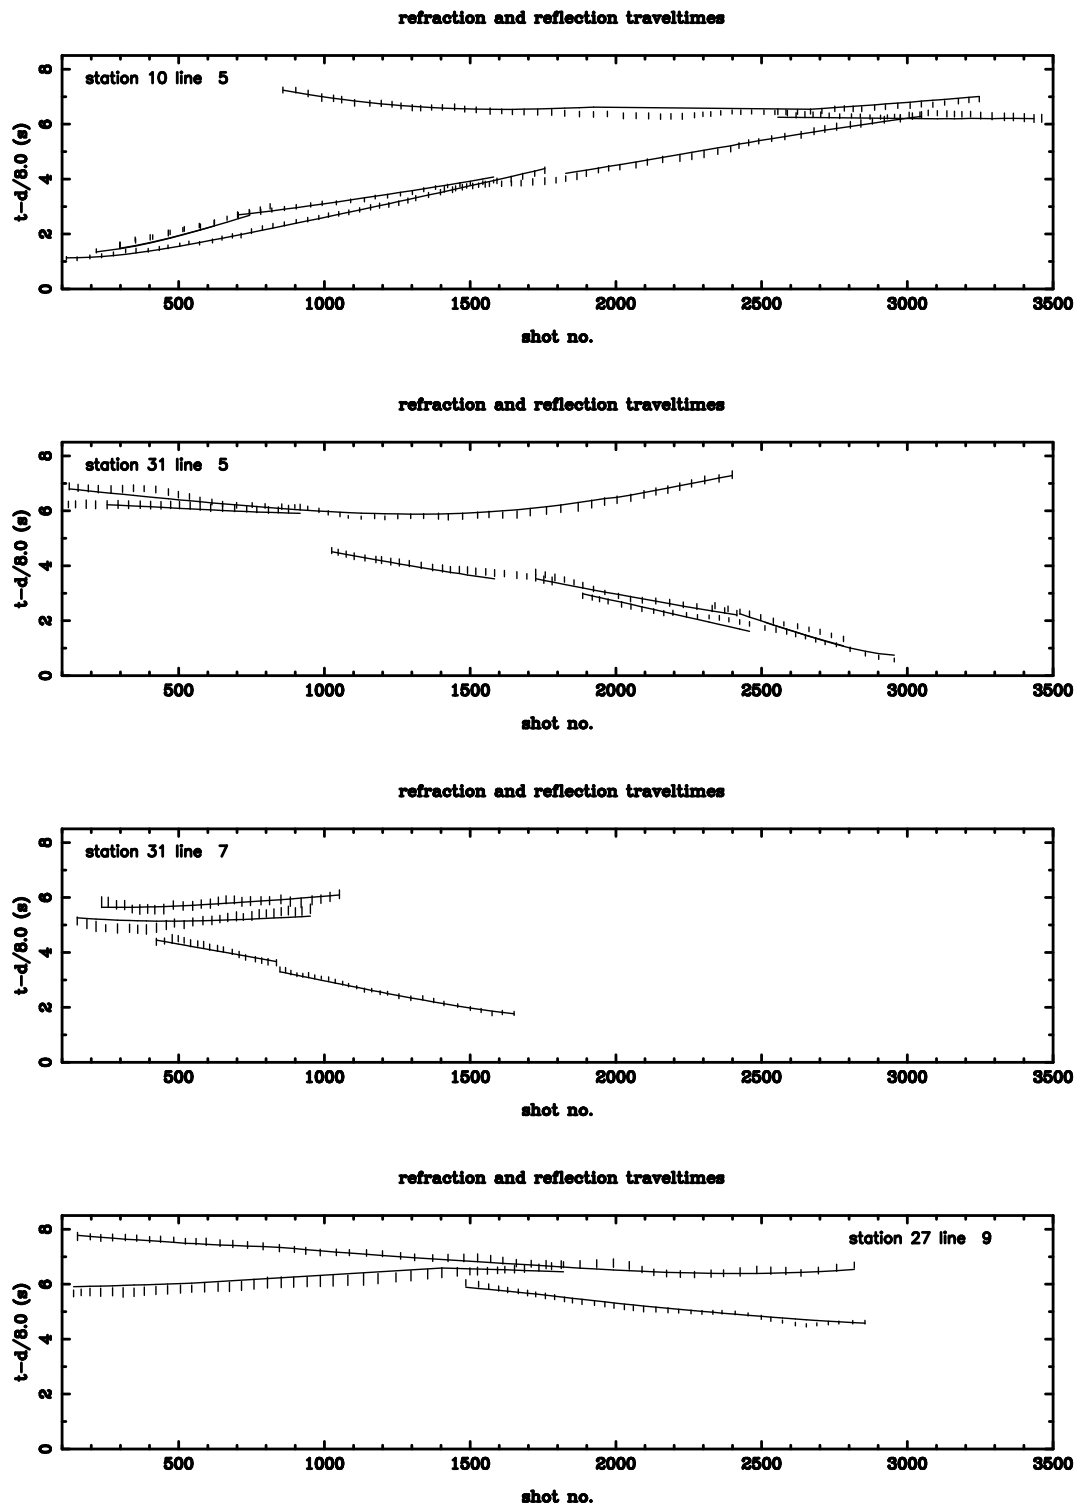 refraction and reflection traveltimes
station 10 line 5
t-d/8.0 (s)
8
6
4
2
0
500 1000 1500 2000 2500 3000 3500
shot no.
refraction and reflection traveltimes
station 31 line 5
t-d/8.0 (s)
8
6
4
2
0
500 1000 1500 2000 2500 3000 3500
shot no.
refraction and reflection traveltimes
station 31 line 7
t-d/8.0 (s)
8
6
4
2
0
500 1000 1500 2000 2500 3000 3500
shot no.
refraction and reflection traveltimes
station 27 line 9
t-d/8.0 (s)
8
6
4
2
0
500 1000 1500 2000 2500 3000 3500
shot no.